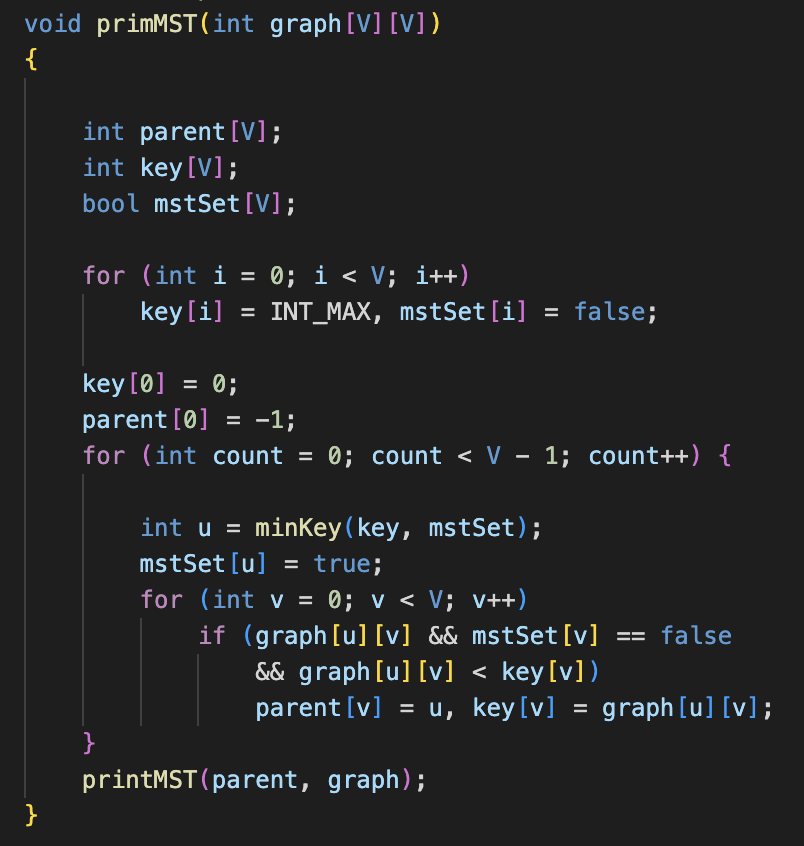 void primMST(int graph[V][V])
{
int parent[V];
int key[V];
bool mstSet[V];
for (int i = 0; i < V; i++)
key[i] = INT_MAX, mstSet[i] = false;
key[0] = 0;
parent[0] = -1;
for (int count = 0; count < V - 1; count++) {
int u = minKey(key, mstSet);
mstSet[u] = true;
for (int v = 0; v < V; v++)
if (graph[u][v] && mstSet[v] == false
&& graph[u][v] < key[v])
parent[v] = u, key[v] = graph[u][v];
}
printMST(parent, graph);
}